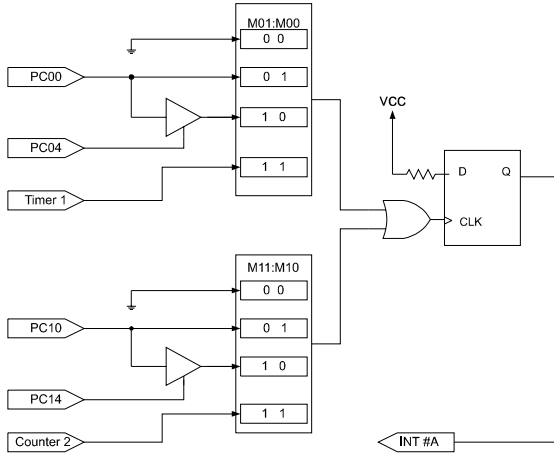 M01:M00
0 0
PC00
0 1
1 0
PC04
1 1
Timer 1
VCC
D Q
CLK
M11:M10
0 0
PC10
0 1
1 0
PC14
1 1
Counter 2
INT #A